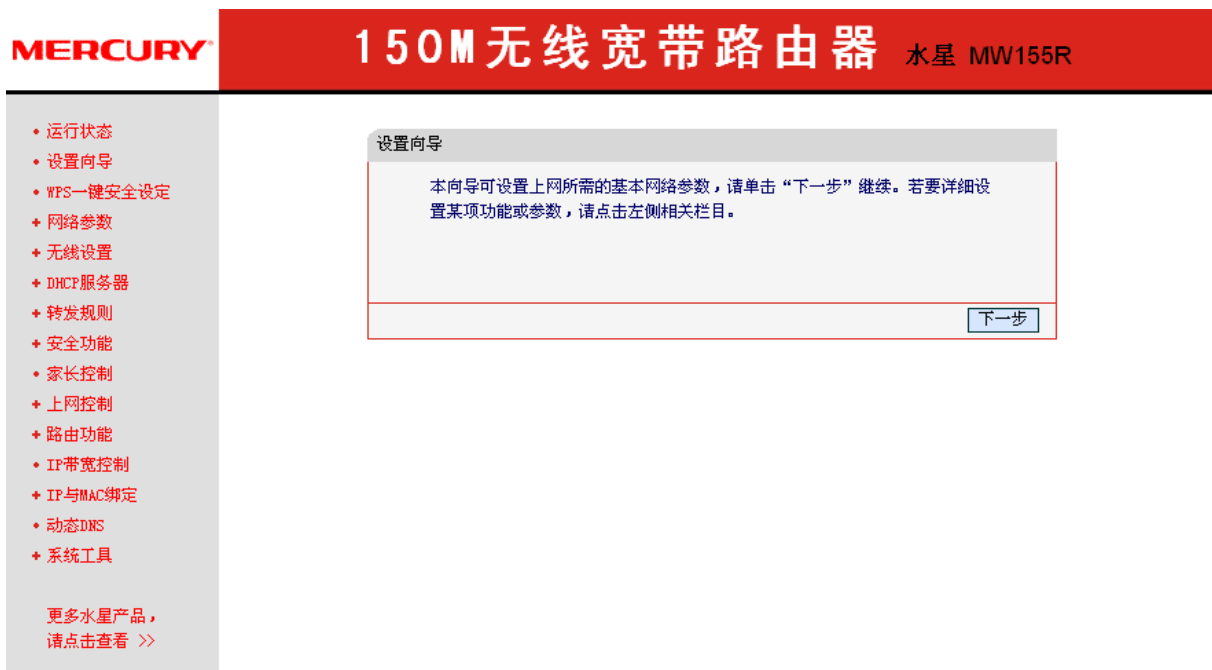 MERCURY
150M无线宽带路由器 水星 MW155R
运行状态
设置向导
WPS一键安全设定
网络参数
无线设置
DHCP服务器
转发规则
安全功能
家长控制
上网控制
路由功能
IP带宽控制
IP与MAC绑定
动态DNS
系统工具
更多水星产品，
请点击查看 >>
设置向导
本向导可设置上网所需的基本网络参数，请单击“下一步”继续。若要详细设
置某项功能或参数，请点击左侧相关栏目。
下一步